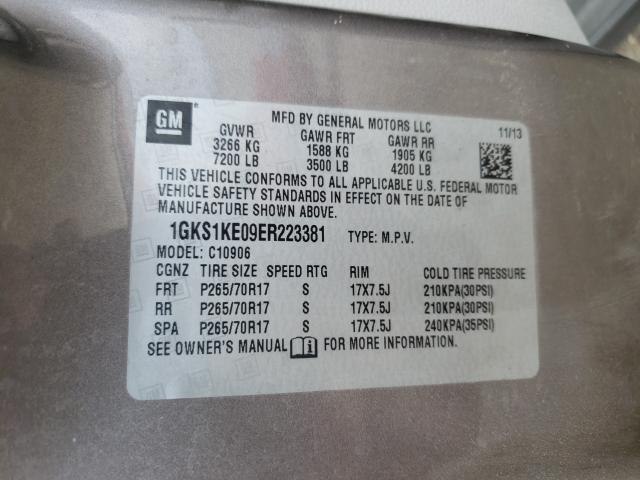 GM
MFD BY GENERAL MOTORS LLC 11/13
GVWR GAWR FRT GAWR RR
3266 KG 1588 KG 1905 KG
7200 LB 3500 LB 4200 LB
THIS VEHICLE CONFORMS TO ALL APPLICABLE U.S. FEDERAL MOTOR
VEHICLE SAFETY STANDARDS IN EFFECT ON THE DATE OF
MANUFACTURE SHOWN ABOVE.
1GKS1KE09ER223381 TYPE: M.P.V.
MODEL: C10906
CGNZ TIRE SIZE SPEED RTG RIM COLD TIRE PRESSURE
FRT P265/70R17 S 17X7.5J 210KPA(30PSI)
RR P265/70R17 S 17X7.5J 210KPA(30PSI)
SPA P265/70R17 S 17X7.5J 240KPA(35PSI)
SEE OWNER'S MANUAL i FOR MORE INFORMATION.